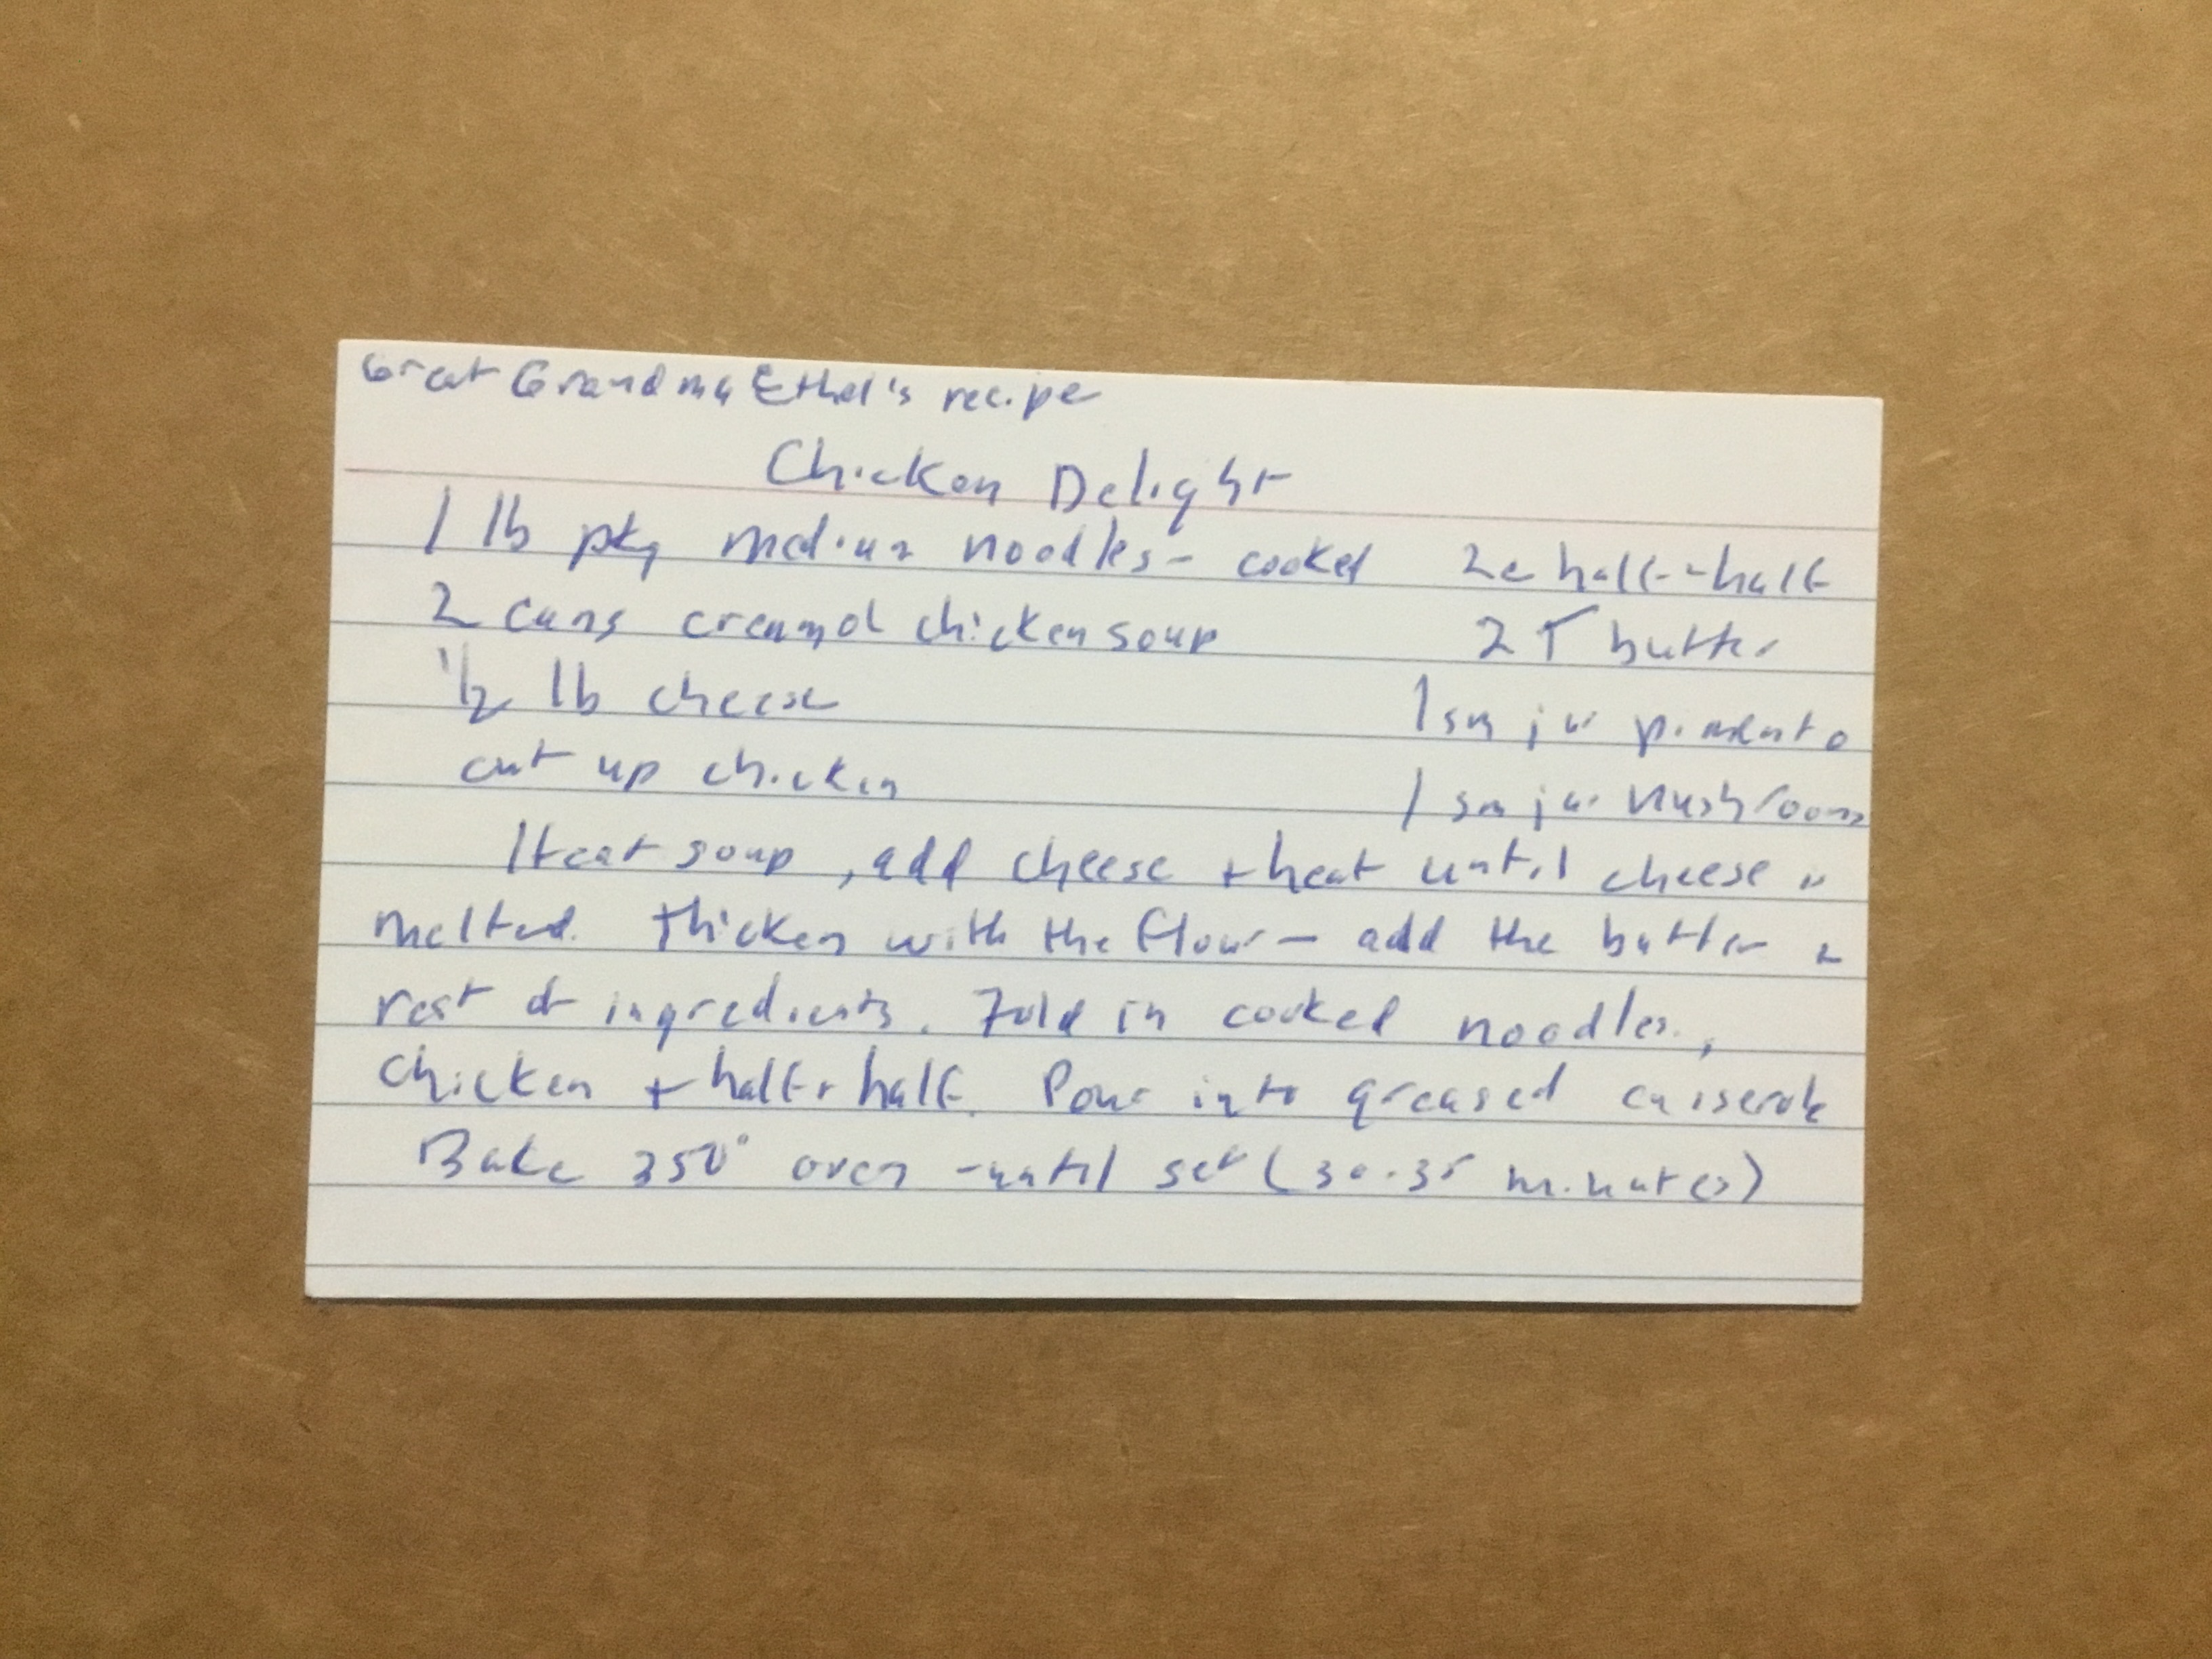 Great Grandma Ethel's recipe
Chicken Delight
1 lb pkg medium noodles - cooked 2c half-n-half
2 cans creamed chicken soup 2 T butter
1/2 lb cheese 1 sm jar pimento
cut up chicken 1 sm jar mushrooms
Heat soup, add cheese + heat until cheese is
melted. Thicken with the flour - add the butter &
rest of ingredients. Fold in cooked noodles,
chicken + half + half. Pour into greased casserole
Bake 350° oven - until set (30-35 minutes)